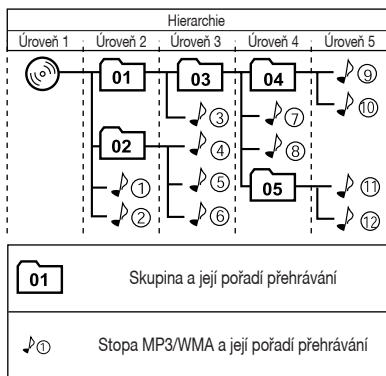 Hierarchie
Úroveň 1 Úroveň 2 Úroveň 3 Úroveň 4 Úroveň 5
01 03 04 ⑨
⑩
③ ⑦
02 ④ ⑧
① ⑤ 05 ⑪
② ⑥ ⑫
01 Skupina a její pořadí přehrávání
① Stopa MP3/WMA a její pořadí přehrávání